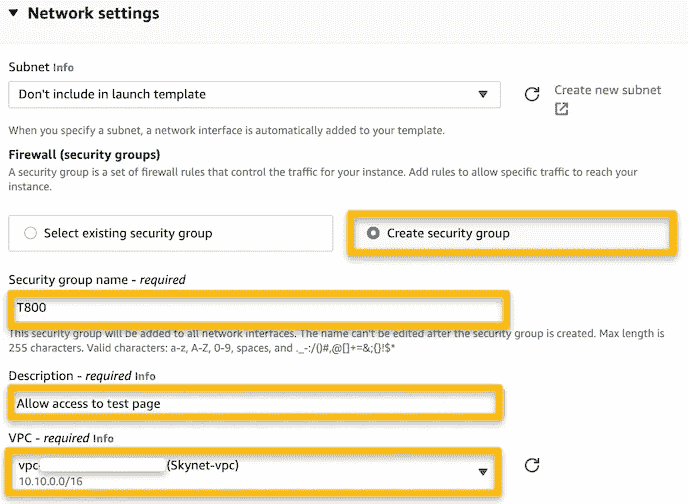 Network settings
Subnet Info
Don't include in launch template
Create new subnet
When you specify a subnet, a network interface is automatically added to your template.
Firewall (security groups)
A security group is a set of firewall rules that control the traffic for your instance. Add rules to allow specific traffic to reach your
instance.
Select existing security group
Create security group
Security group name - required
T800
This security group will be added to all network interfaces. The name can't be edited after the security group is created. Max length is
255 characters. Valid characters: a-z, A-Z, 0-9, spaces, and ._-:/()#,@[]+=&;{}!$*
Description - required Info
Allow access to test page
VPC - required Info
vpc (Skynet-vpc)
10.10.0.0/16